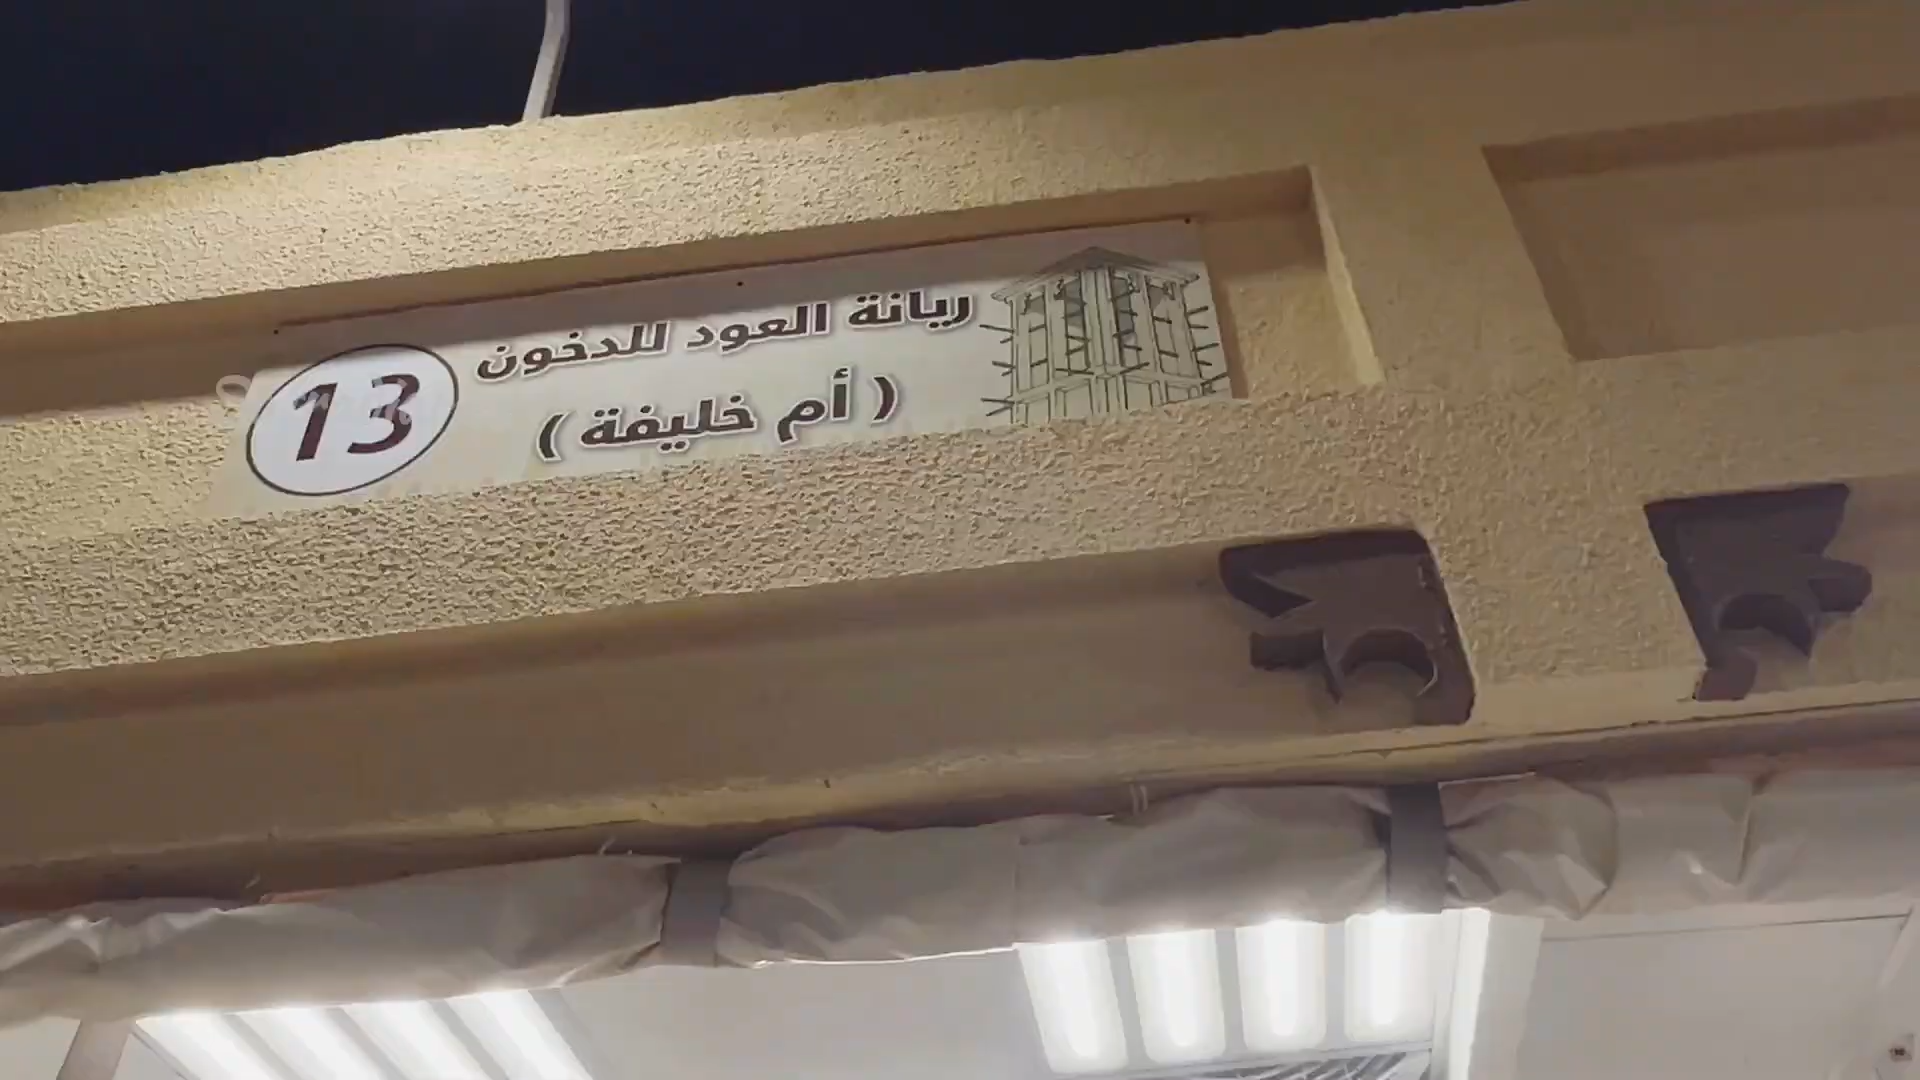 ريانة العود للدخون
( أم خليفة )
13